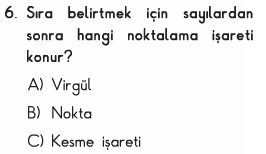 6. Sıra belirtmek için sayılardan
sonra hangi noktalama işareti
konur?
A) Virgül
B) Nokta
C) Kesme işareti